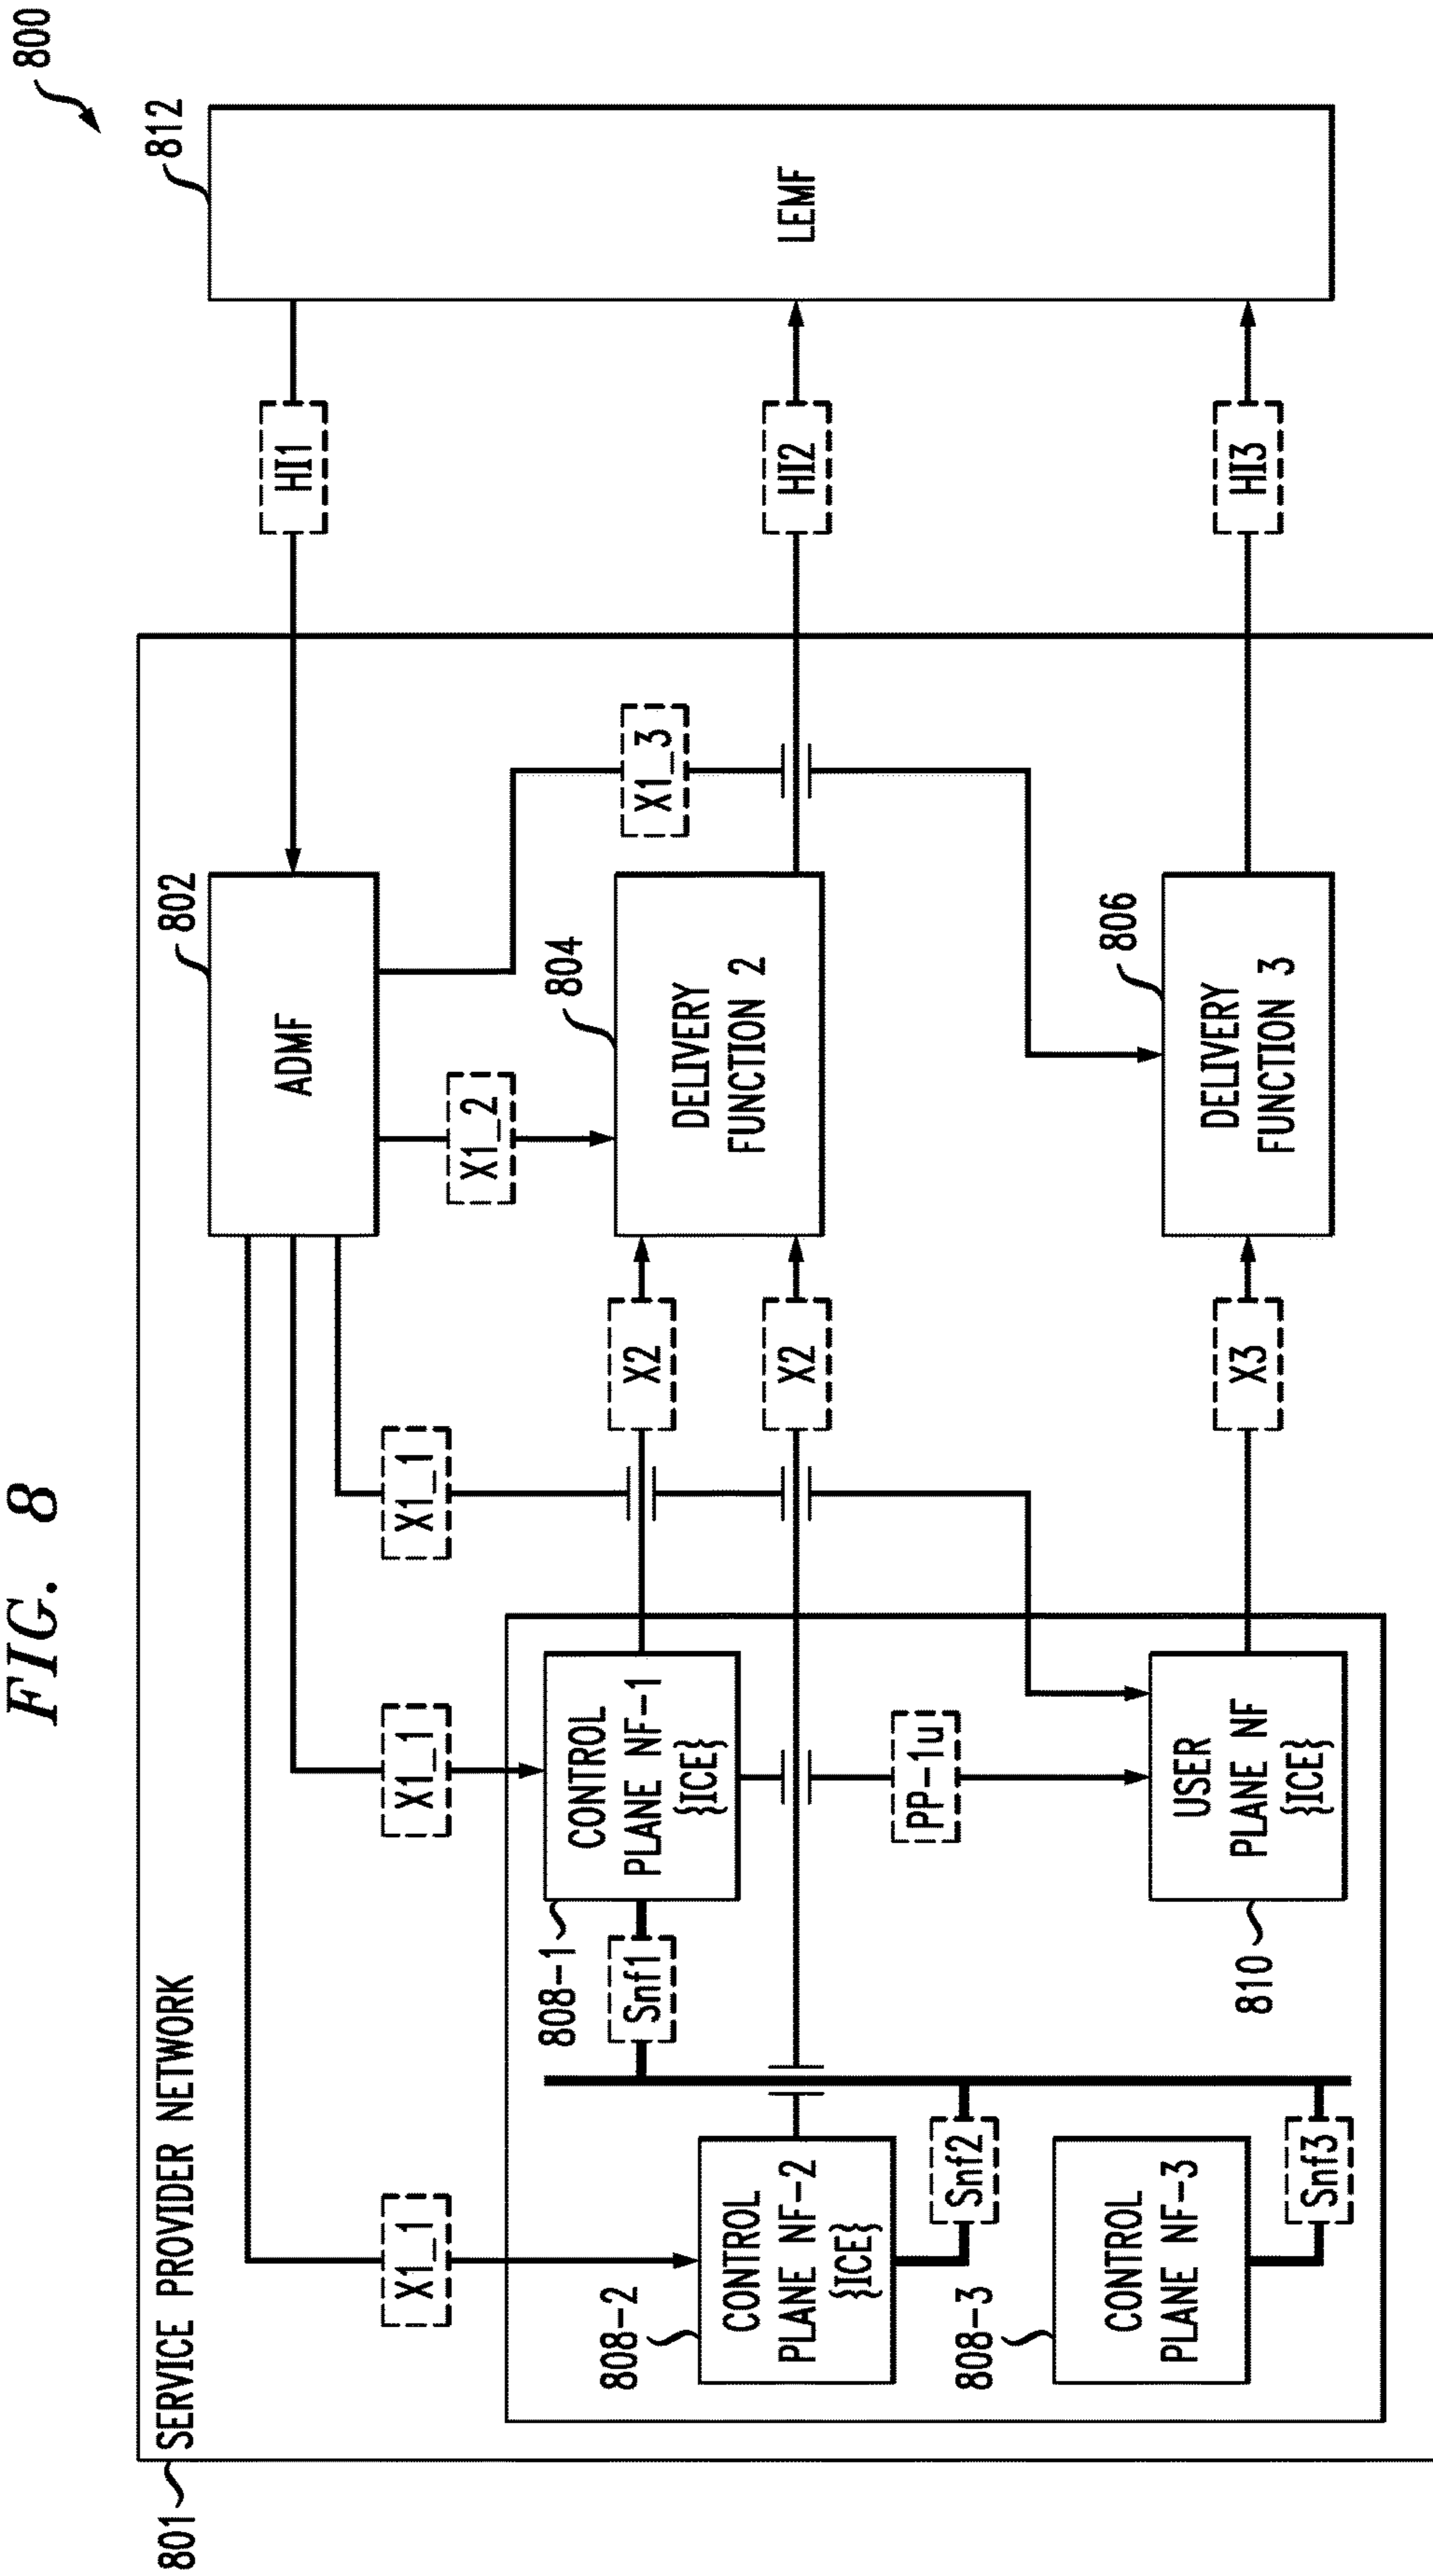 FIG. 8
800
801
SERVICE PROVIDER NETWORK
802
ADMF
HI1
812
LEMF
X1_1
X1_1
X1_1
X1_2
X1_3
808-1
CONTROL
PLANE NF-1
{ICE}
X2
804
DELIVERY
FUNCTION 2
HI2
Snf1
X2
808-2
CONTROL
PLANE NF-2
{ICE}
Snf2
PP-1u
808-3
CONTROL
PLANE NF-3
Snf3
810
USER
PLANE NF
{ICE}
X3
806
DELIVERY
FUNCTION 3
HI3